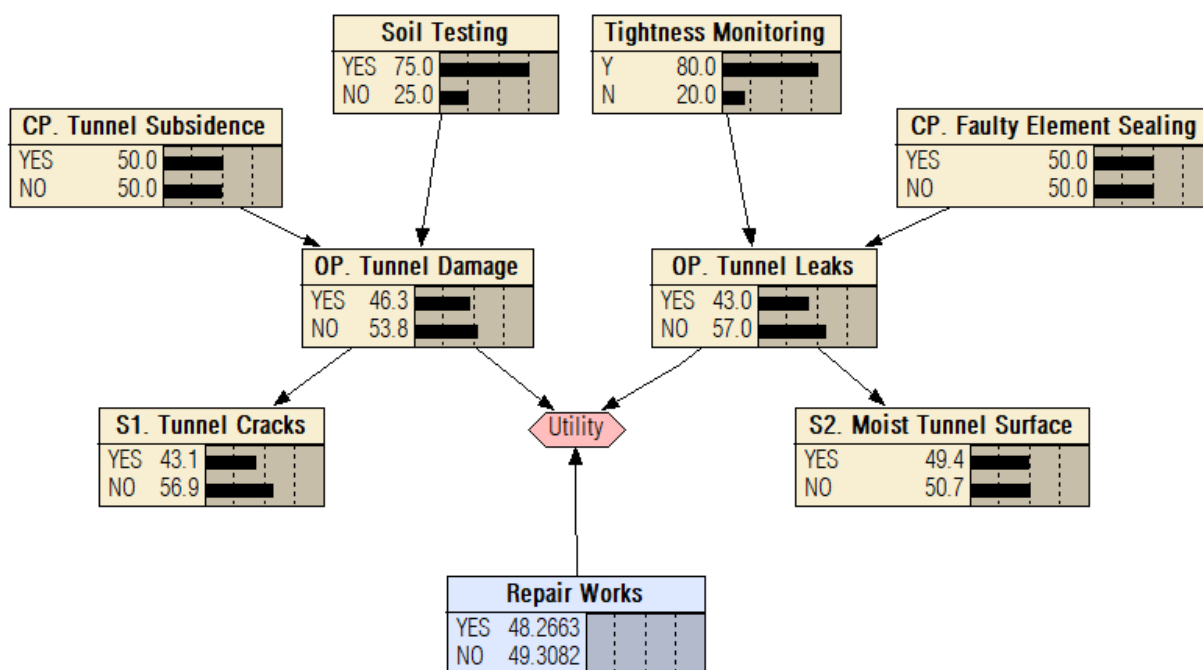 Soil Testing
YES 75.0
NO 25.0
Tightness Monitoring
Y 80.0
N 20.0
CP. Tunnel Subsidence
YES 50.0
NO 50.0
CP. Faulty Element Sealing
YES 50.0
NO 50.0
OP. Tunnel Damage
YES 46.3
NO 53.8
OP. Tunnel Leaks
YES 43.0
NO 57.0
S1. Tunnel Cracks
YES 43.1
NO 56.9
Utility
S2. Moist Tunnel Surface
YES 49.4
NO 50.7
Repair Works
YES 48.2663
NO 49.3082